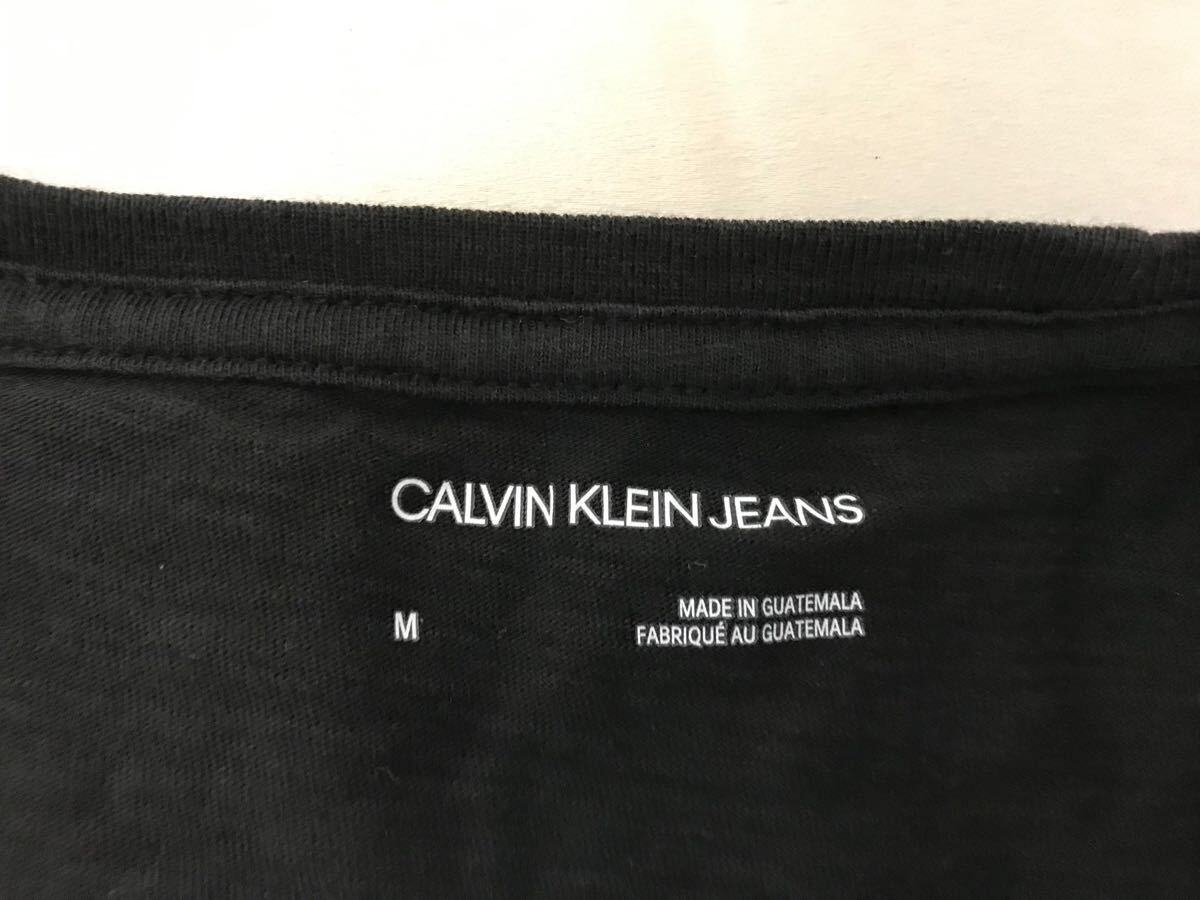 CALVIN KLEIN JEANS
M
MADE IN GUATEMALA
FABRIQUÉ AU GUATEMALA